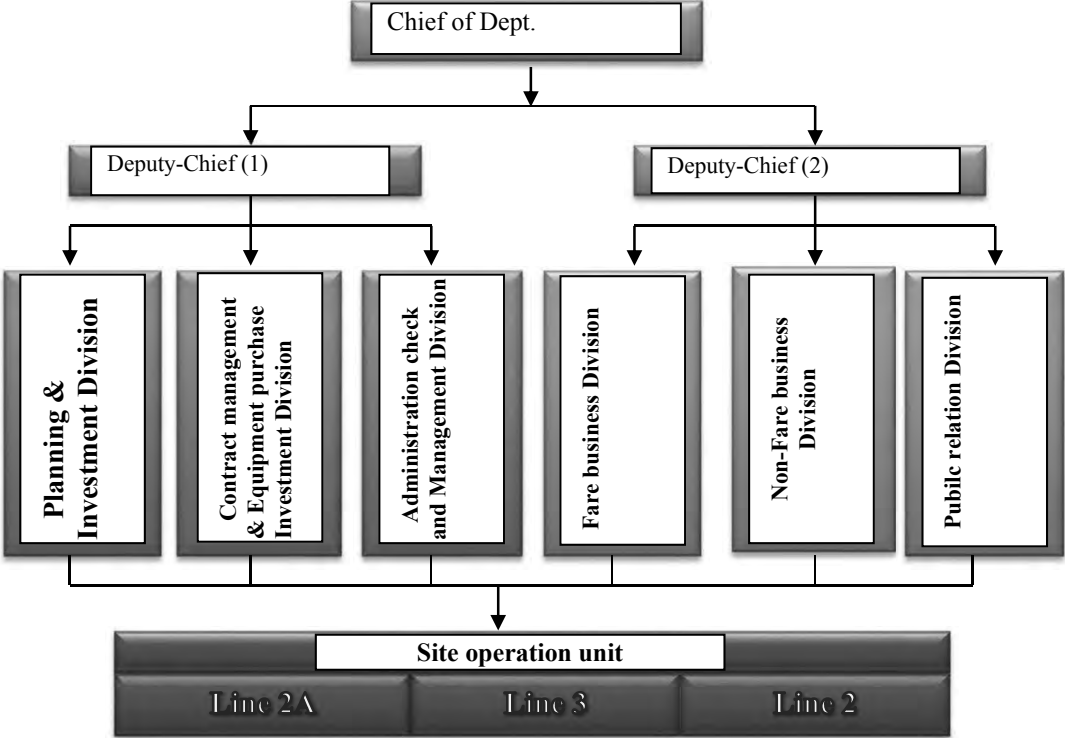 Chief of Dept.
Deputy-Chief (1)
Deputy-Chief (2)
Planning &
Investment Division
Contract management
& Equipment purchase
Investment Division
Administration check
and Management Division
Fare business Division
Non-Fare business
Division
Public relation Division
Site operation unit
Line 2A
Line 3
Line 2